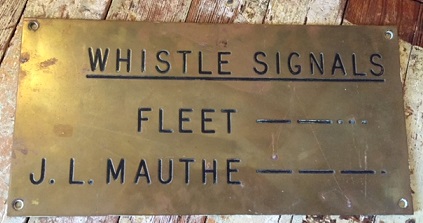 WHISTLE SIGNALS
FLEET — — ·
J. L. MAUTHE — — — ·